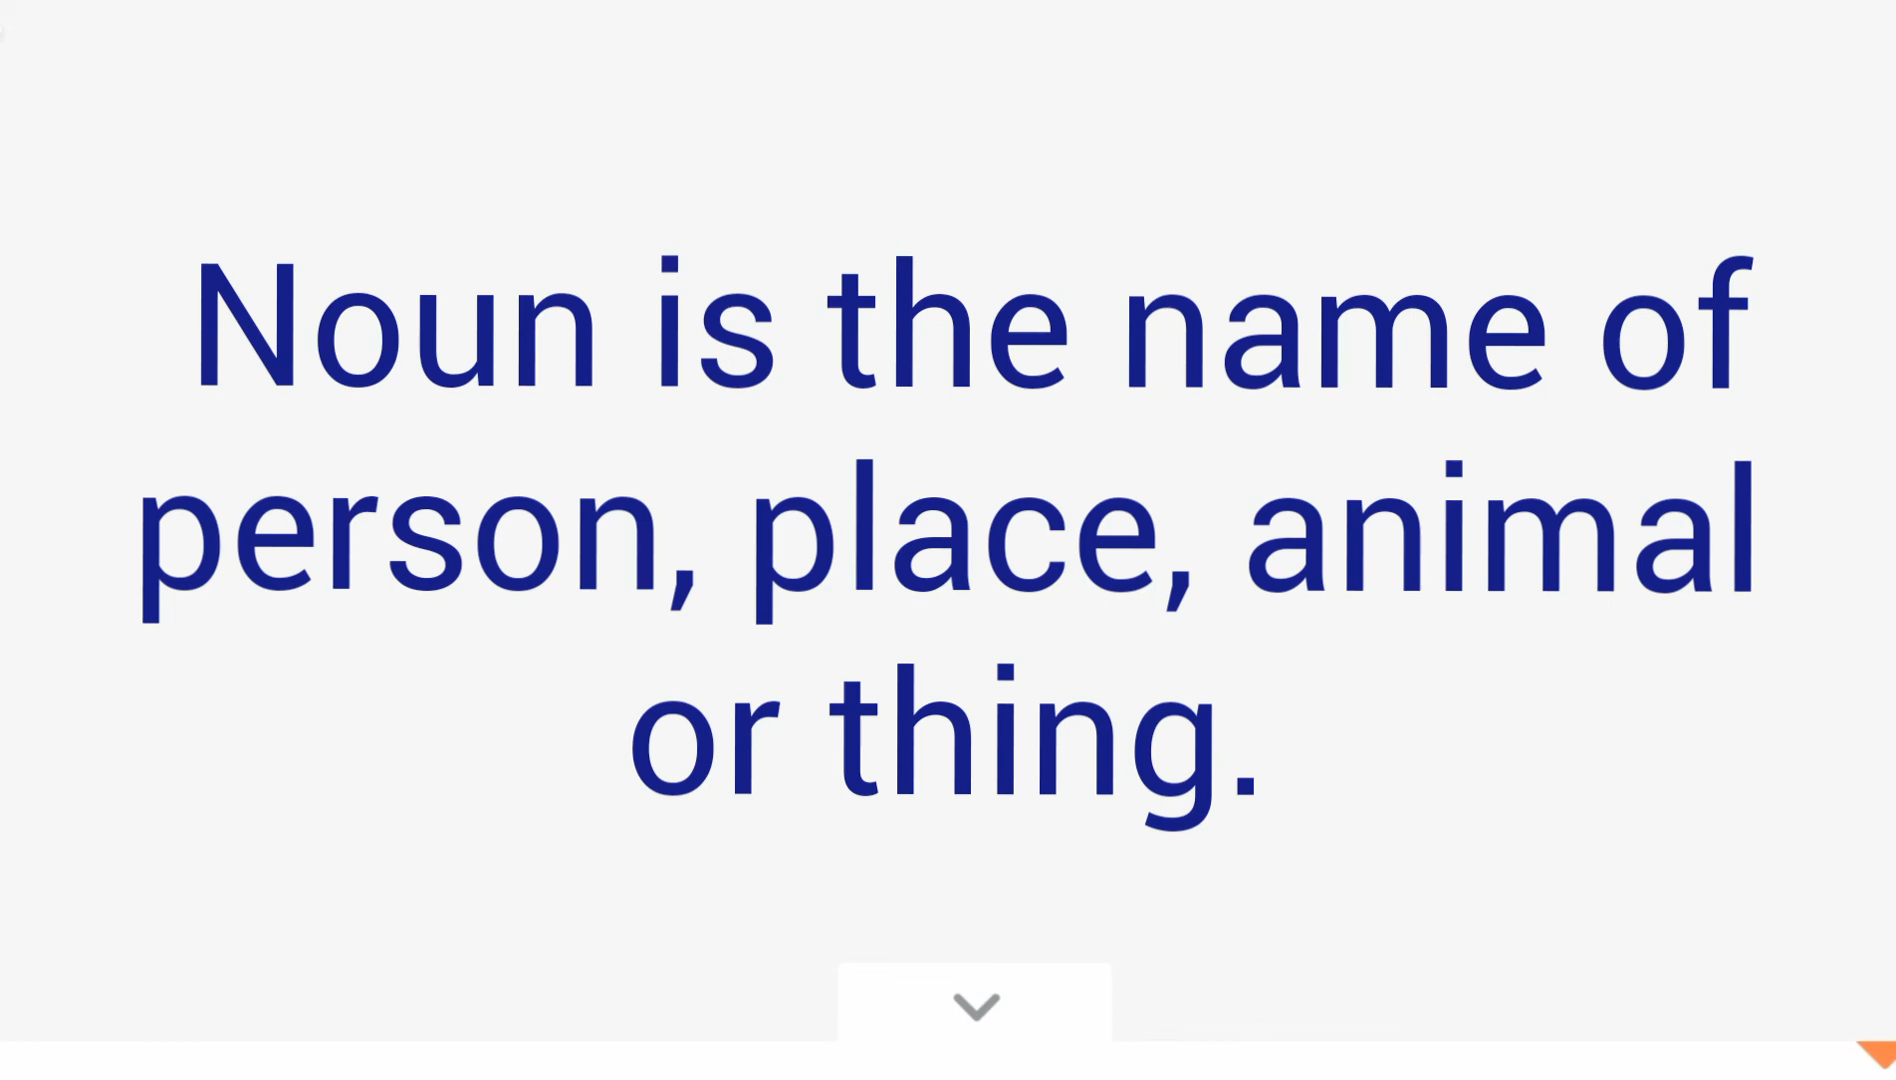 Noun is the name of
person, place, animal
or thing.